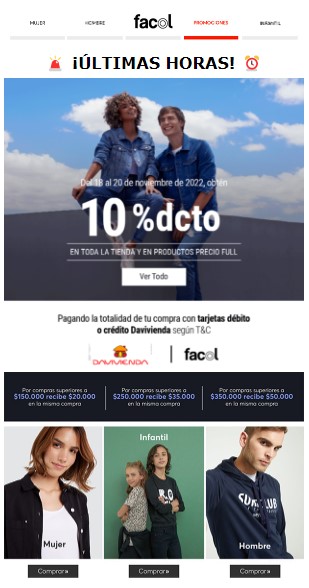 MUJER
HOMBRE
facol
PROMOCIONES
INFANTIL
¡ÚLTIMAS HORAS!
Del 18 al 20 de noviembre de 2022, obtén
10 %dcto
EN TODA LA TIENDA Y EN PRODUCTOS PRECIO FULL
Ver Todo
Pagando la totalidad de tu compra con tarjetas débito
o crédito Davivienda según T&C
DAVIVIENDA
facol
Por compras superiores a
$150.000 recibe $20.000
en la misma compra
Por compras superiores a
$250.000 recibe $35.000
en la misma compra
Por compras superiores a
$350.000 recibe $50.000
en la misma compra
Mujer
Infantil
Hombre
Comprar»
Comprar»
Comprar»